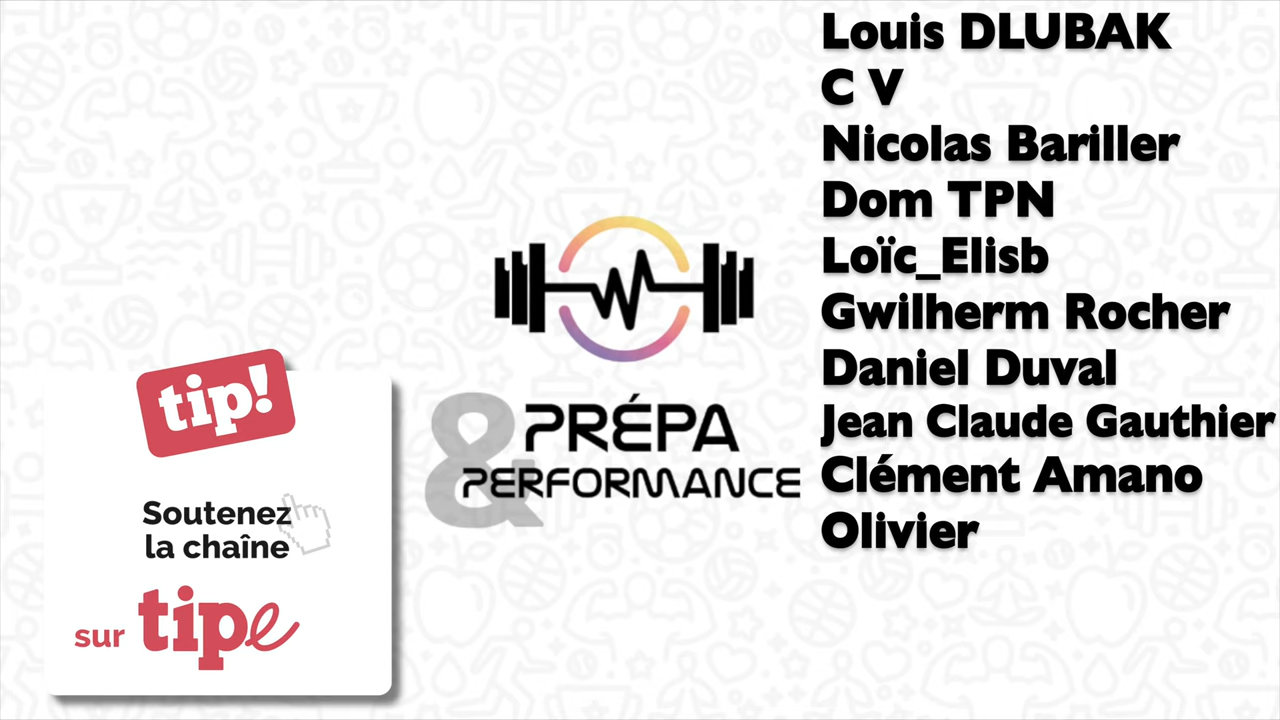 tip!
Soutenez
la chaîne
sur tipe
&
PRÉPA
PERFORMANCE
Louis DLUBAK
C V
Nicolas Bariller
Dom TPN
Loïc_Elisb
Gwilherm Rocher
Daniel Duval
Jean Claude Gauthier
Clément Amano
Olivier